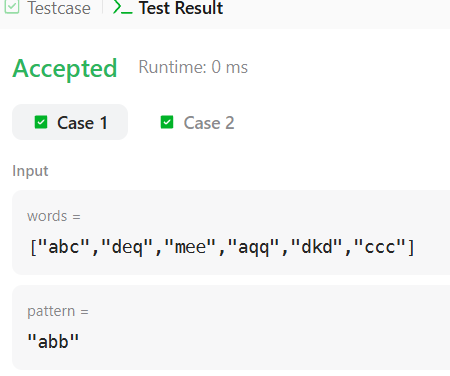 Testcase Test Result
Accepted Runtime: 0 ms
Case 1 Case 2
Input
words =
["abc","deq","mee","aqq","dkd","ccc"]
pattern =
"abb"